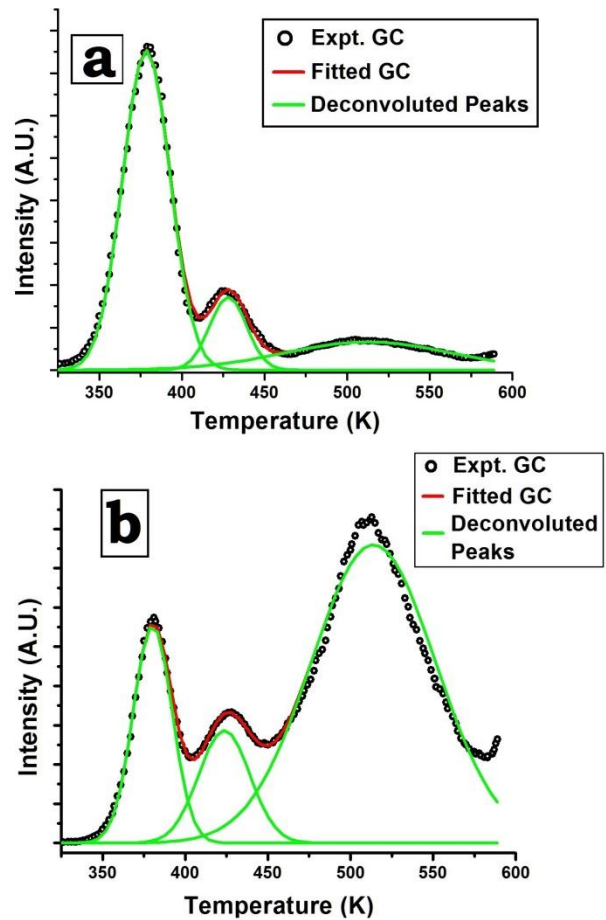 a
Expt. GC
Fitted GC
Deconvoluted Peaks
Intensity (A.U.)
350 400 450 500 550 600
Temperature (K)
b
Expt. GC
Fitted GC
Deconvoluted
Peaks
Intensity (A.U.)
350 400 450 500 550 600
Temperature (K)